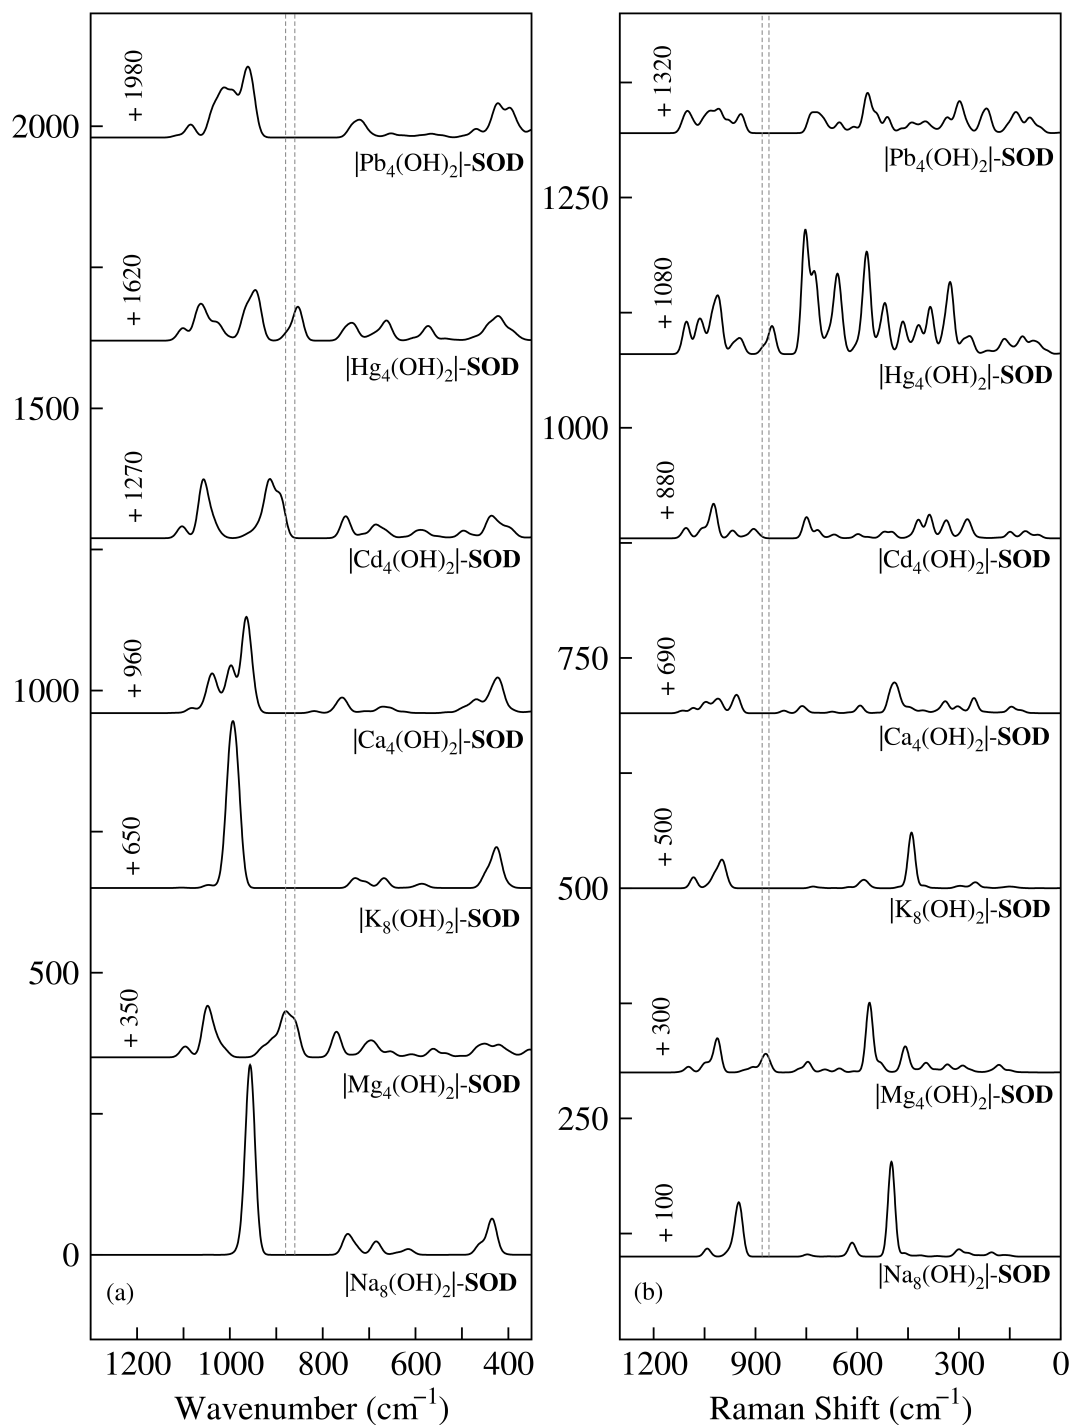 + 1980
2000
|Pb₄(OH)₂|-SOD
+ 1620
|Hg₄(OH)₂|-SOD
1500
+ 1270
|Cd₄(OH)₂|-SOD
+ 960
1000
|Ca₄(OH)₂|-SOD
+ 650
|K₈(OH)₂|-SOD
500
+ 350
|Mg₄(OH)₂|-SOD
0
|Na₈(OH)₂|-SOD
(a)
1200 1000 800 600 400
Wavenumber (cm⁻¹)
+ 1320
|Pb₄(OH)₂|-SOD
1250
+ 1080
|Hg₄(OH)₂|-SOD
1000
+ 880
|Cd₄(OH)₂|-SOD
+ 690
750
|Ca₄(OH)₂|-SOD
+ 500
500
|K₈(OH)₂|-SOD
+ 300
|Mg₄(OH)₂|-SOD
250
+ 100
|Na₈(OH)₂|-SOD
(b)
1200 900 600 300 0
Raman Shift (cm⁻¹)